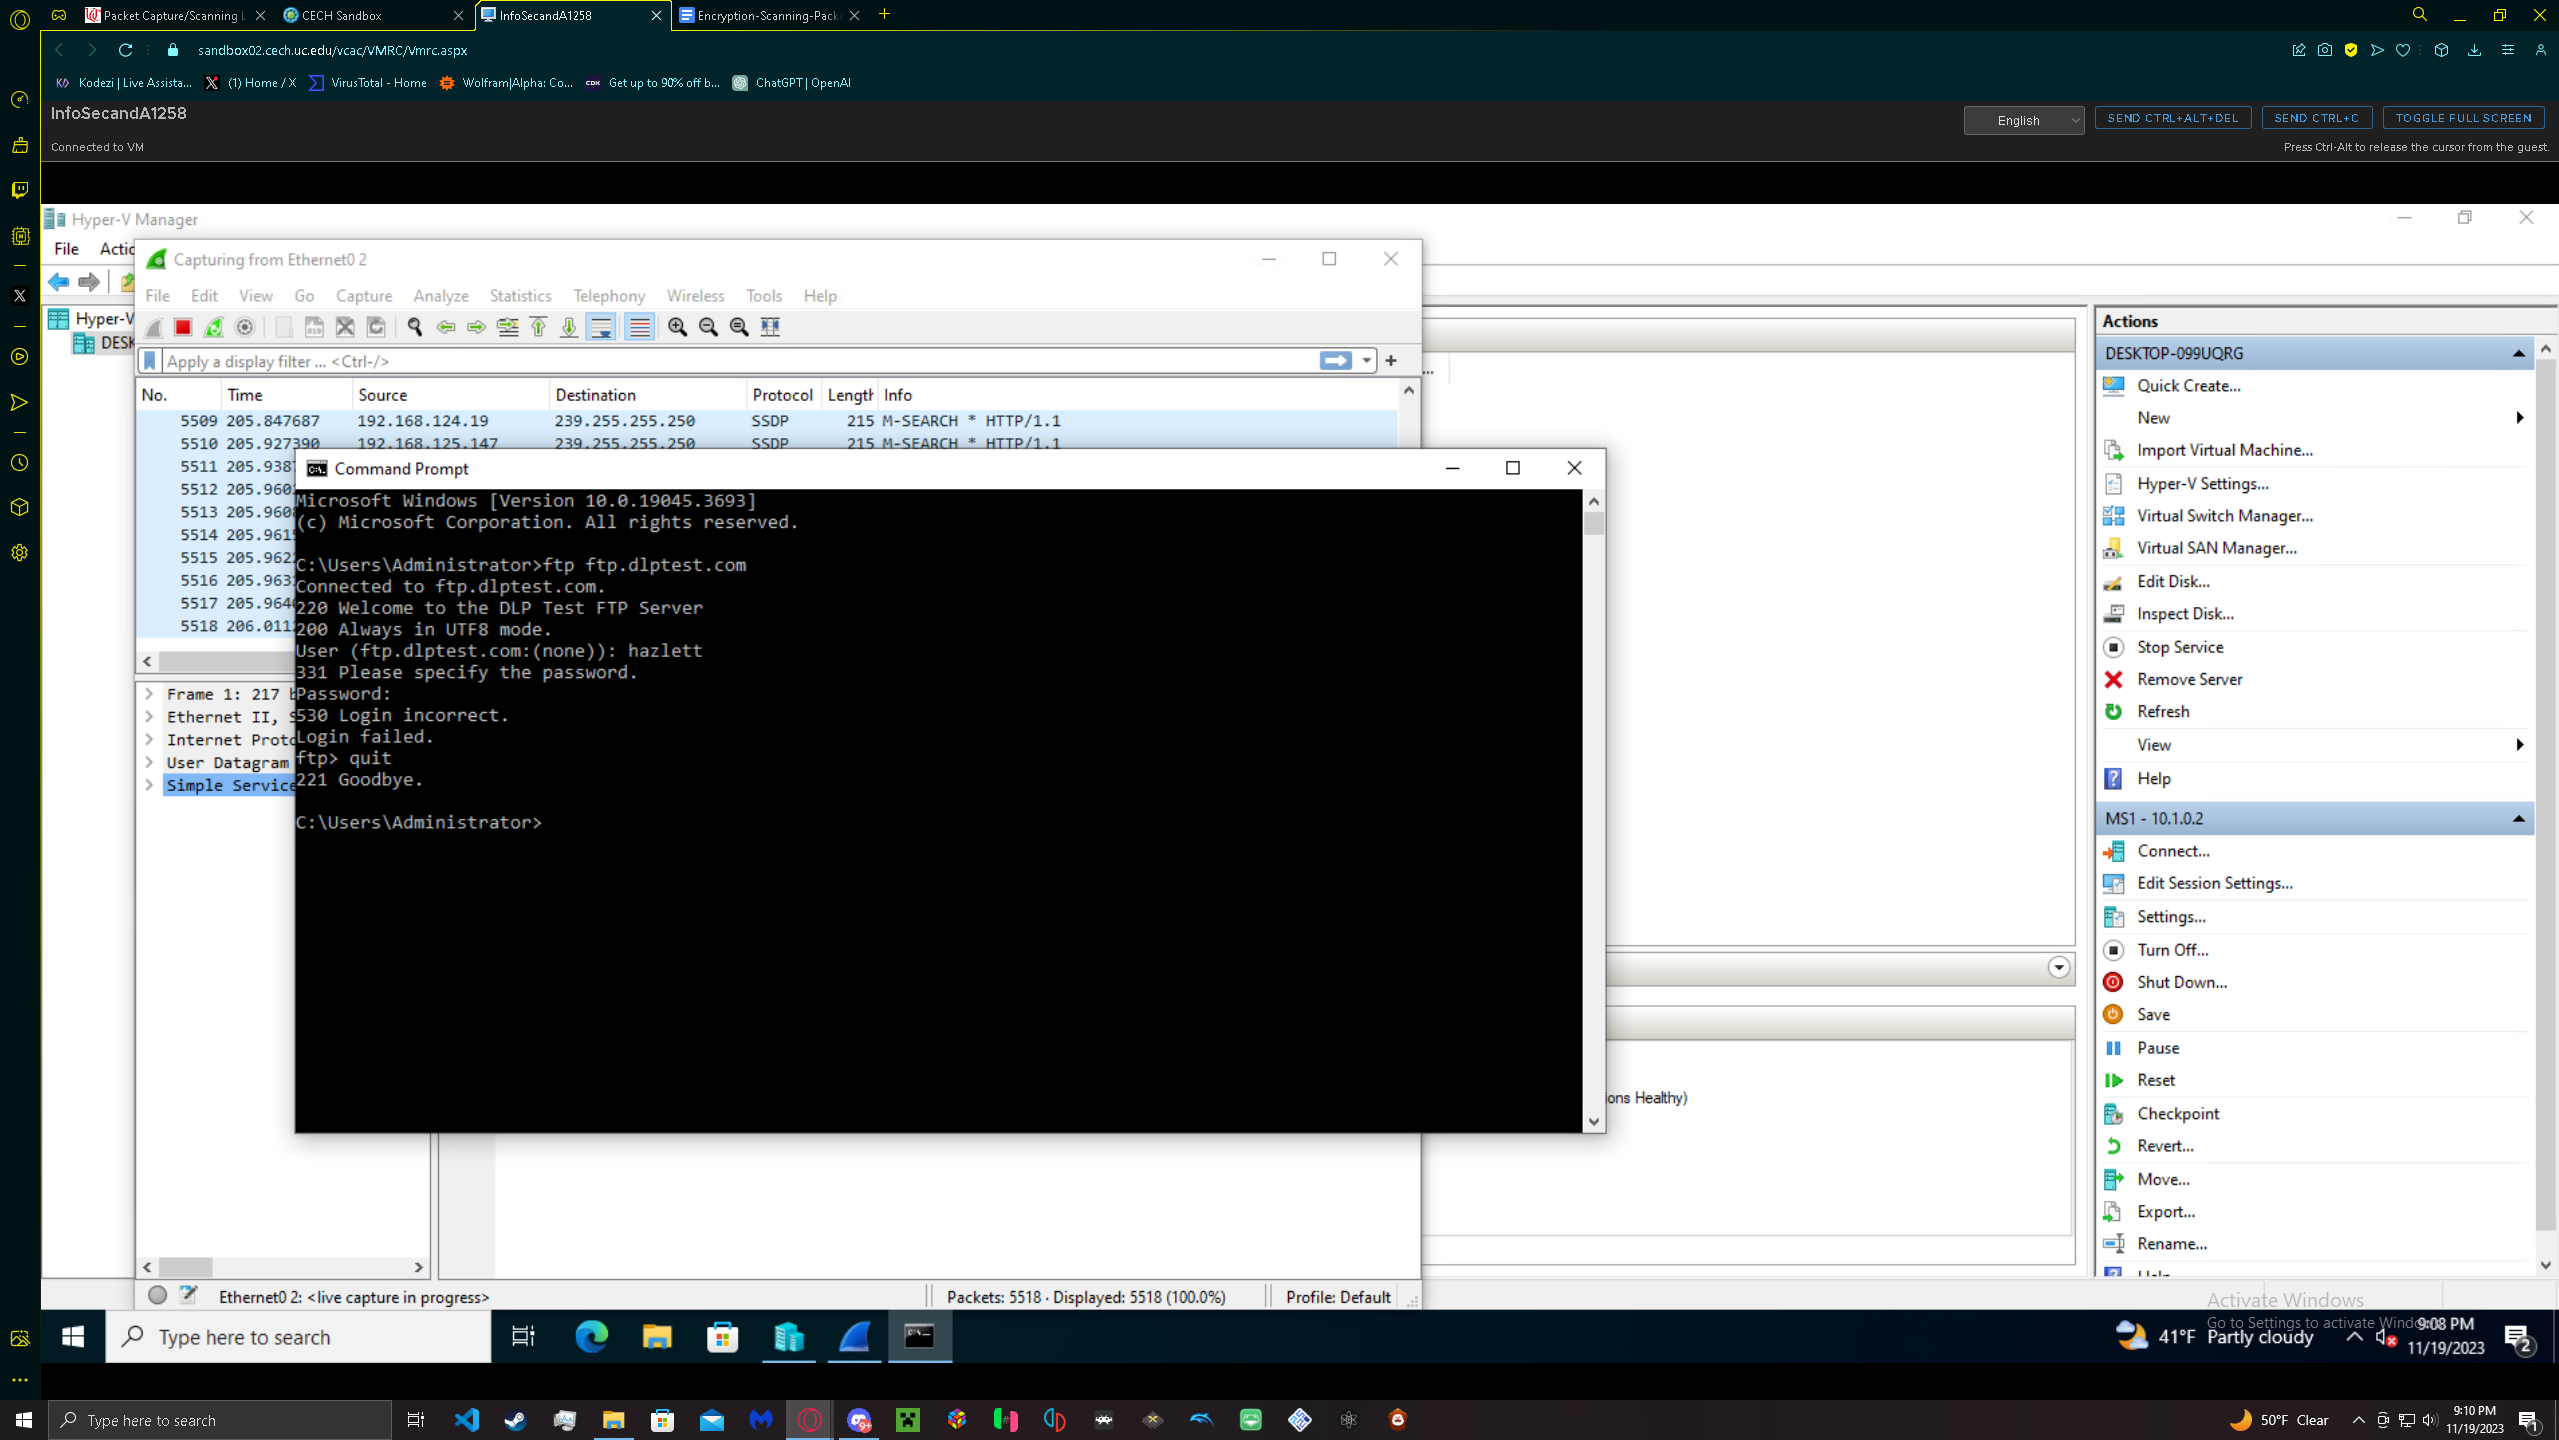 Packet Capture/Scanning L
CECH Sandbox
InfoSecandA1258
Encryption-Scanning-Pack
sandbox02.cech.uc.edu/vcac/VMRC/Vmrc.aspx
Kodezi | Live Assista...
(1) Home / X
VirusTotal - Home
Wolfram|Alpha: Co...
CDK
Get up to 90% off b...
ChatGPT | OpenAI
InfoSecandA1258
English
SEND CTRL+ALT+DEL
SEND CTRL+C
TOGGLE FULL SCREEN
Connected to VM
Press Ctrl-Alt to release the cursor from the guest.
Hyper-V Manager
File
Actic
Capturing from Ethernet0 2
File Edit View Go Capture Analyze Statistics Telephony Wireless Tools Help
Hyper-V
DESK
Apply a display filter ... <Ctrl-/>
No. Time Source Destination Protocol Length Info
5509 205.847687 192.168.124.19 239.255.255.250 SSDP 215 M-SEARCH * HTTP/1.1
5510 205.927390 192.168.125.147 239.255.255.250 SSDP 215 M-SEARCH * HTTP/1.1
5511 205.9387
5512 205.960
5513 205.9608
5514 205.9615
5515 205.962
5516 205.963
5517 205.9640
5518 206.011
Frame 1: 217 b
Ethernet II, S
Internet Proto
User Datagram
Simple Service
Command Prompt
Microsoft Windows [Version 10.0.19045.3693]
(c) Microsoft Corporation. All rights reserved.
C:\Users\Administrator>ftp ftp.dlptest.com
Connected to ftp.dlptest.com.
220 Welcome to the DLP Test FTP Server
200 Always in UTF8 mode.
User (ftp.dlptest.com:(none)): hazlett
331 Please specify the password.
Password:
530 Login incorrect.
Login failed.
ftp> quit
221 Goodbye.
C:\Users\Administrator>
...
ions Healthy)
Ethernet0 2: <live capture in progress>
Packets: 5518 · Displayed: 5518 (100.0%)
Profile: Default
Actions
DESKTOP-099UQRG
Quick Create...
New
Import Virtual Machine...
Hyper-V Settings...
Virtual Switch Manager...
Virtual SAN Manager...
Edit Disk...
Inspect Disk...
Stop Service
Remove Server
Refresh
View
Help
MS1 - 10.1.0.2
Connect...
Edit Session Settings...
Settings...
Turn Off...
Shut Down...
Save
Pause
Reset
Checkpoint
Revert...
Move...
Export...
Rename...
Help
Activate Windows
Go to Settings to activate Windows.
Type here to search
41°F Partly cloudy
9:08 PM
11/19/2023
2
Type here to search
9+
50°F Clear
9:10 PM
11/19/2023
1